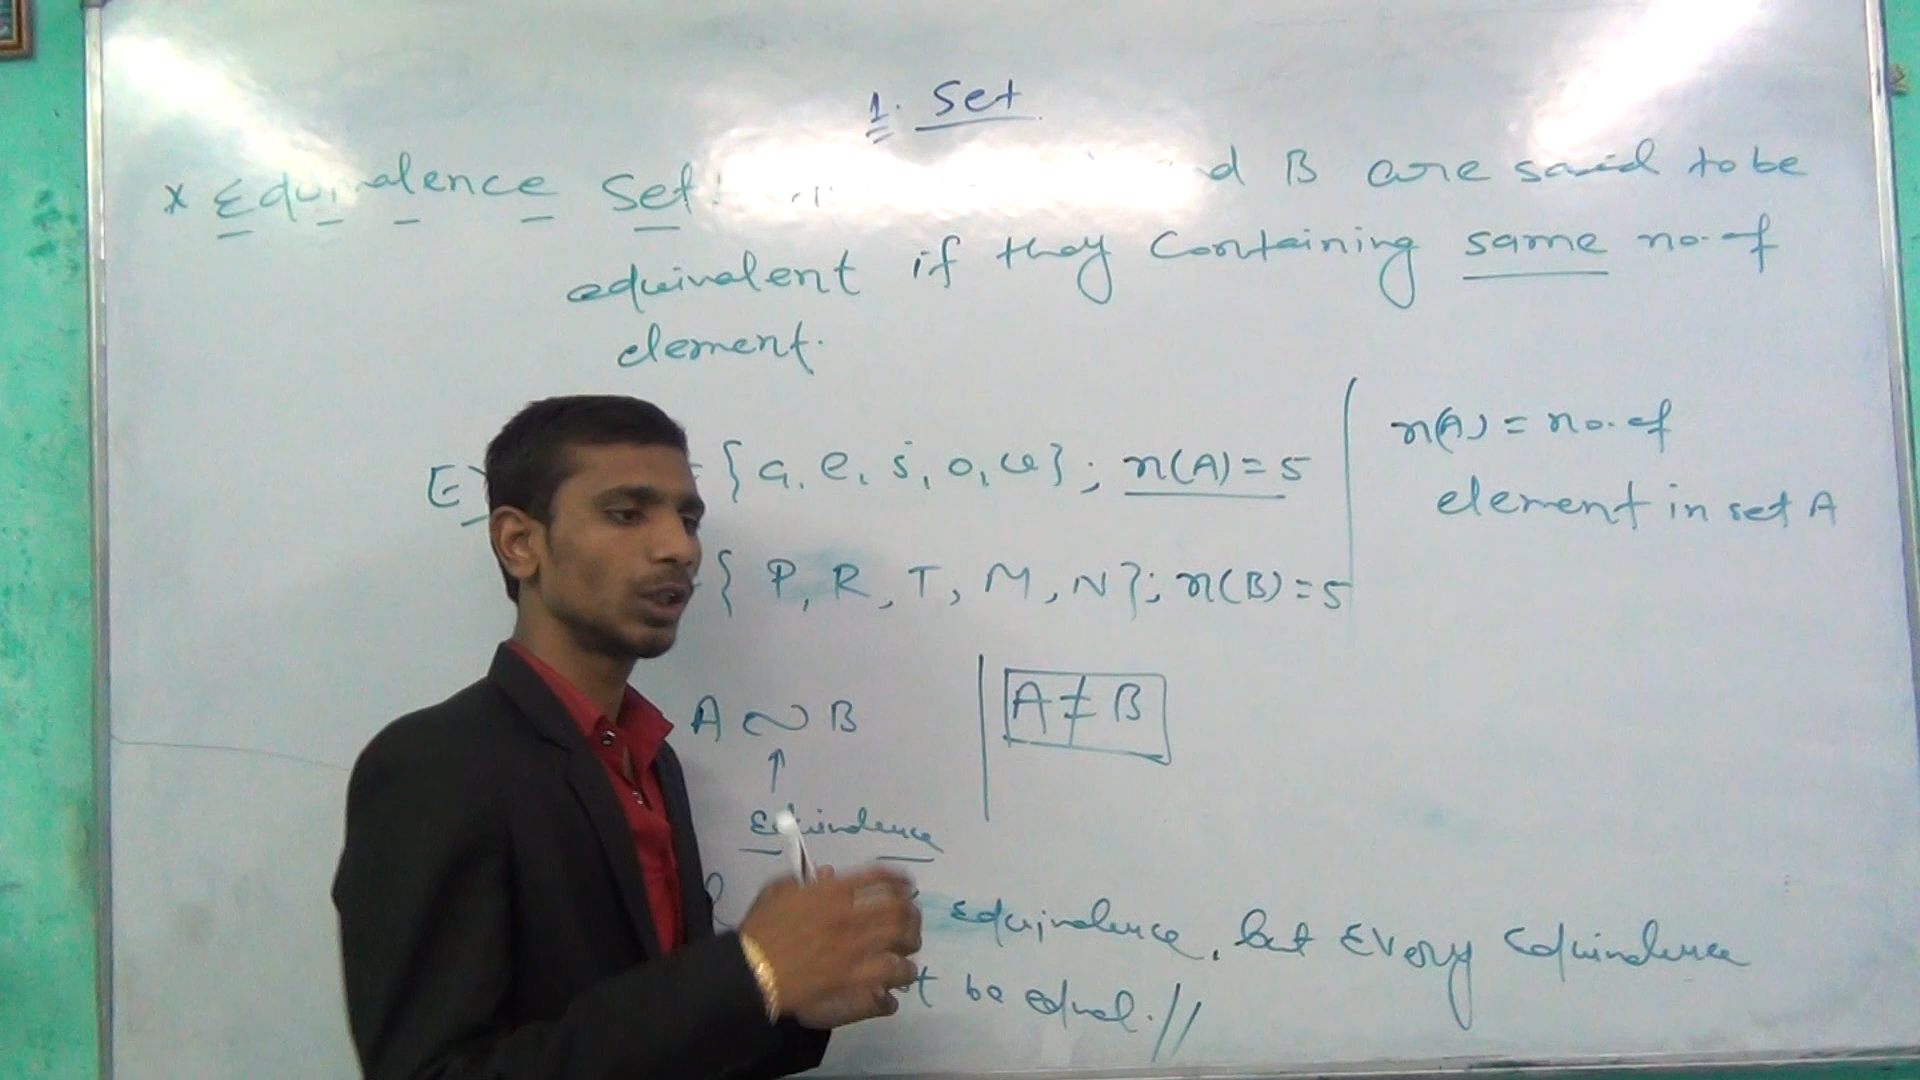 1. Set
* Equivalence Set: d B are said to be
equivalent if they containing same no. of
element.
E = {a, e, i, o, u}; n(A) = 5
= { P, R, T, M, N}; n(B) = 5
n(A) = no. of
element in set A
A ~ B
A ≠ B
↑
Equivalence
equivalence, but Every equivalence
t be equal.//